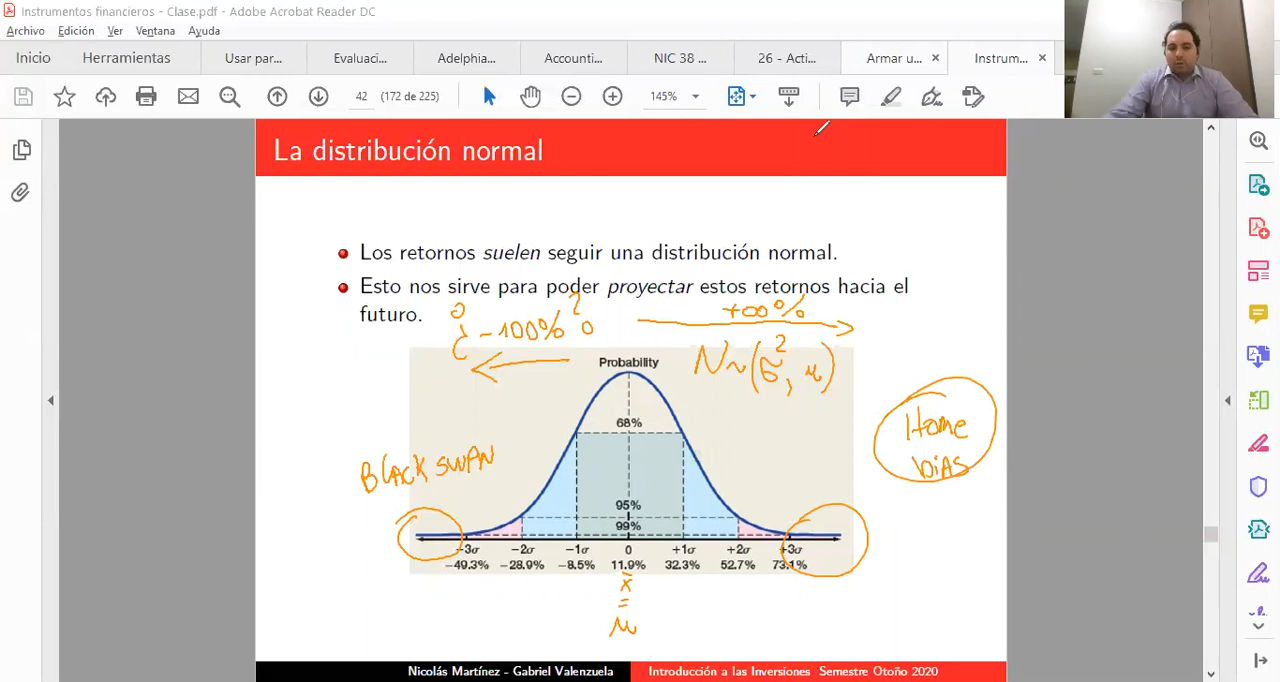 Instrumentos financieros - Clase.pdf - Adobe Acrobat Reader DC
Archivo Edición Ver Ventana Ayuda
Inicio Herramientas Usar par... Evaluaci... Adelphia... Accounti... NIC 38 ... 26 - Acti... Armar u... × Instrum... ×
42 (172 de 225) 145%
La distribución normal
Los retornos suelen seguir una distribución normal.
Esto nos sirve para poder proyectar estos retornos hacia el
futuro.
¿ -100% ?
+∞%
N~(σ², μ)
Probability
68%
Home
BIAS
BLACK SWAN
95%
99%
−3σ −2σ −1σ 0 +1σ +2σ +3σ
−49.3% −28.9% −8.5% 11.9% 32.3% 52.7% 73.1%
x̄
=
μ
Nicolás Martínez - Gabriel Valenzuela Introducción a las Inversiones Semestre Otoño 2020